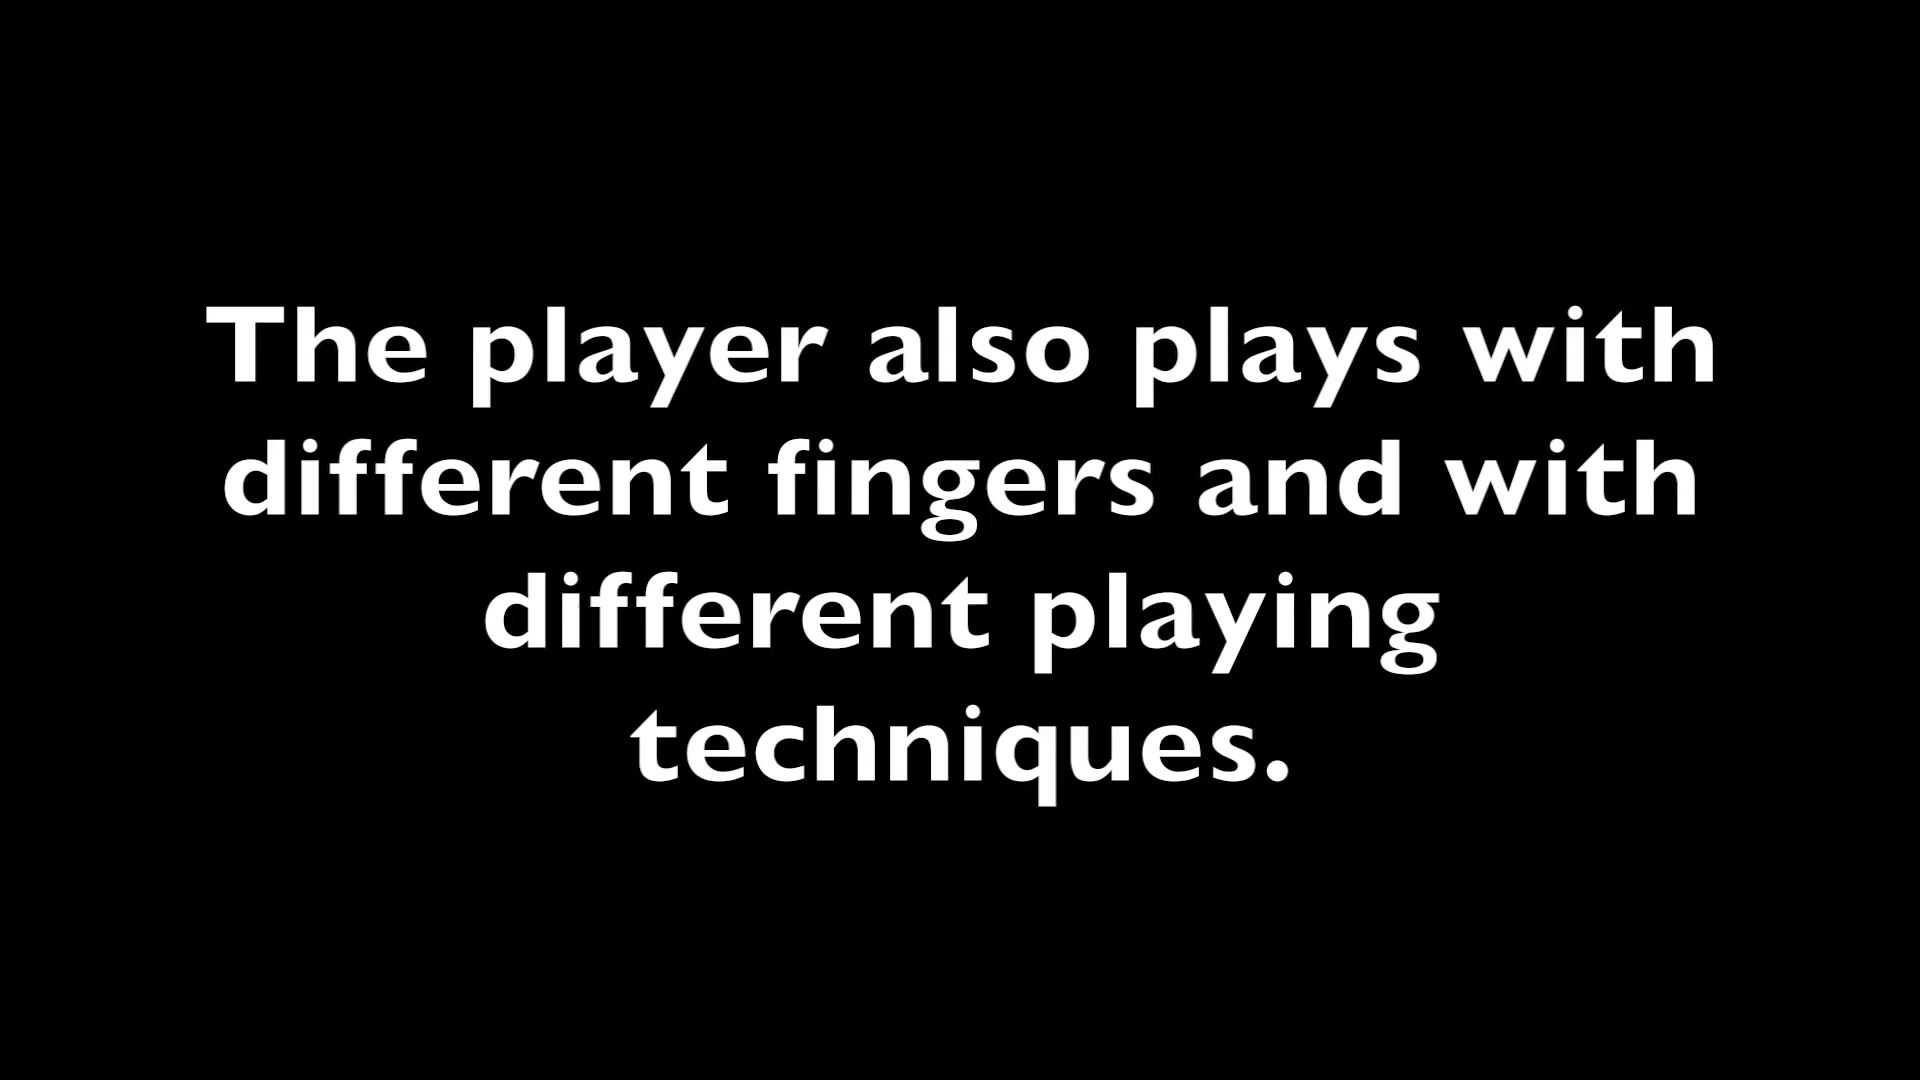 The player also plays with
different fingers and with
different playing
techniques.